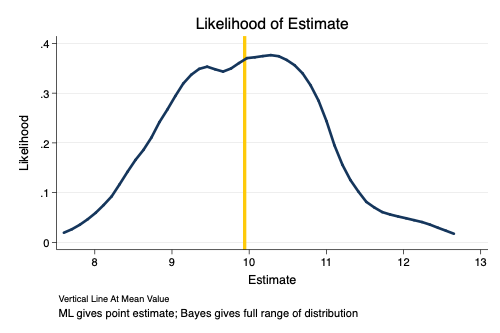 Likelihood of Estimate
.4
.3
.2
.1
0
Likelihood
8 9 10 11 12 13
Estimate
Vertical Line At Mean Value
ML gives point estimate; Bayes gives full range of distribution